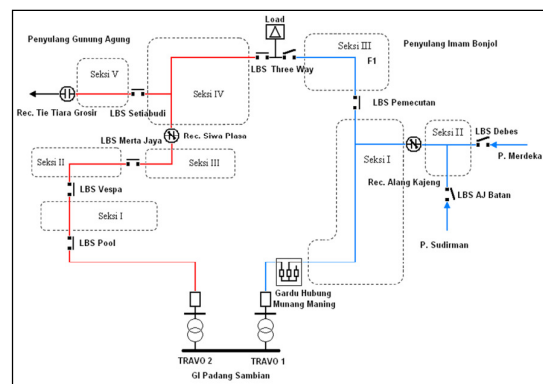 Load
Penyulang Gunung Agung
Seksi III
Penyulang Imam Bonjol
F1
LBS Three Way
Seksi V
Seksi IV
Rec. Tie Tiara Grosir
LBS Setiabudi
LBS Pemecutan
LBS Merta Jaya
Rec. Siwa Plasa
Seksi II
LBS Debes
Seksi I
Seksi II
Seksi III
P. Merdeka
Rec. Alang Kajeng
LBS Vespa
LBS AJ Batan
Seksi I
P. Sudirman
LBS Pool
Gardu Hubung
Munang Maning
TRAVO 2
TRAVO 1
GI Padang Sambian